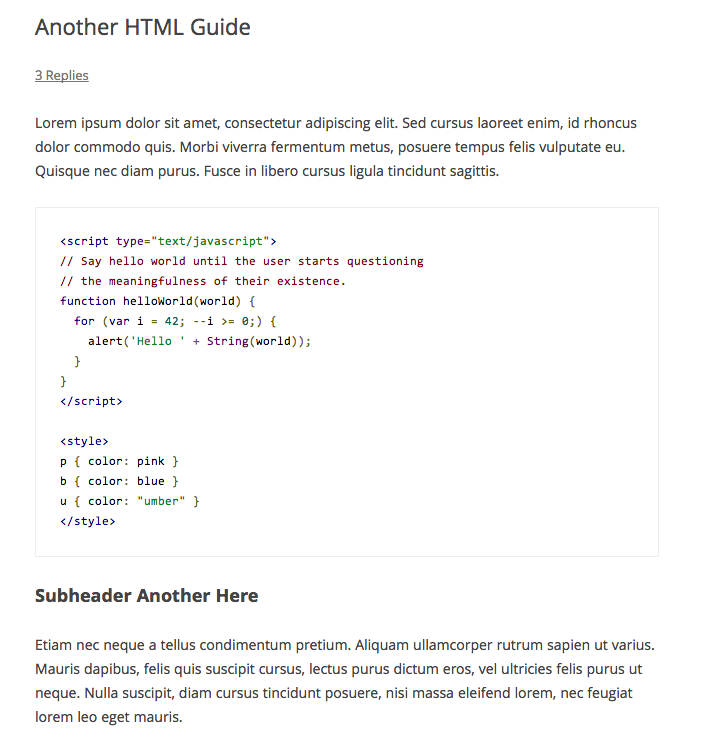 Another HTML Guide
3 Replies
Lorem ipsum dolor sit amet, consectetur adipiscing elit. Sed cursus laoreet enim, id rhoncus
dolor commodo quis. Morbi viverra fermentum metus, posuere tempus felis vulputate eu.
Quisque nec diam purus. Fusce in libero cursus ligula tincidunt sagittis.
<script type="text/javascript">
// Say hello world until the user starts questioning
// the meaningfulness of their existence.
function helloWorld(world) {
  for (var i = 42; --i >= 0;) {
    alert('Hello ' + String(world));
  }
}
</script>
<style>
p { color: pink }
b { color: blue }
u { color: "umber" }
</style>
Subheader Another Here
Etiam nec neque a tellus condimentum pretium. Aliquam ullamcorper rutrum sapien ut varius.
Mauris dapibus, felis quis suscipit cursus, lectus purus dictum eros, vel ultricies felis purus ut
neque. Nulla suscipit, diam cursus tincidunt posuere, nisi massa eleifend lorem, nec feugiat
lorem leo eget mauris.